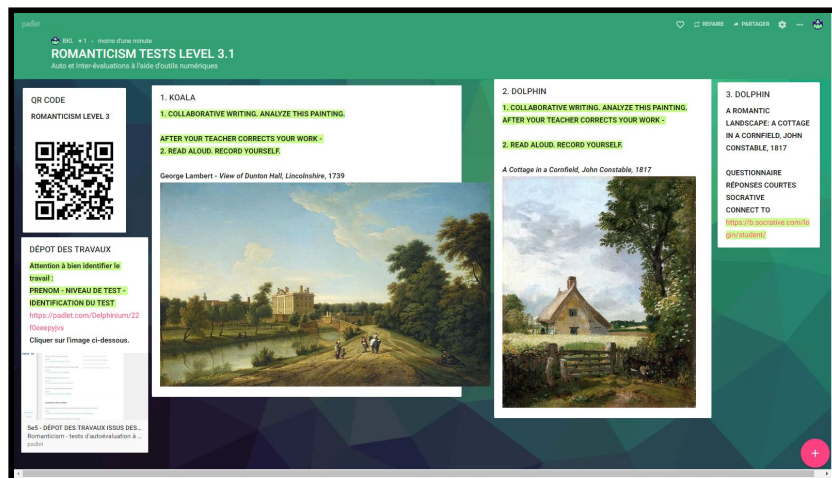 padlet
REFAIRE
PARTAGER
BKL +1 • moins d'une minute
ROMANTICISM TESTS LEVEL 3.1
Auto et Inter-évaluations à l'aide d'outils numériques
QR CODE
ROMANTICISM LEVEL 3
DÉPOT DES TRAVAUX
Attention à bien identifier le
travail :
PRENOM - NIVEAU DE TEST -
IDENTIFICATION DU TEST
https://padlet.com/Delphinium/22
f0eeepyjvs
Cliquer sur l'image ci-dessous.
5e5 - DÉPOT DES TRAVAUX ISSUS DES...
Romanticism - tests d'autoévaluation à ...
padlet
1. KOALA
1. COLLABORATIVE WRITING. ANALYZE THIS PAINTING.
AFTER YOUR TEACHER CORRECTS YOUR WORK -
2. READ ALOUD. RECORD YOURSELF.
George Lambert - View of Dunton Hall, Lincolnshire, 1739
2. DOLPHIN
1. COLLABORATIVE WRITING. ANALYZE THIS PAINTING.
AFTER YOUR TEACHER CORRECTS YOUR WORK -
2. READ ALOUD. RECORD YOURSELF.
A Cottage in a Cornfield, John Constable, 1817
3. DOLPHIN
A ROMANTIC
LANDSCAPE: A COTTAGE
IN A CORNFIELD, JOHN
CONSTABLE, 1817
QUESTIONNAIRE
RÉPONSES COURTES
SOCRATIVE
CONNECT TO
https://b.socrative.com/lo
gin/student/